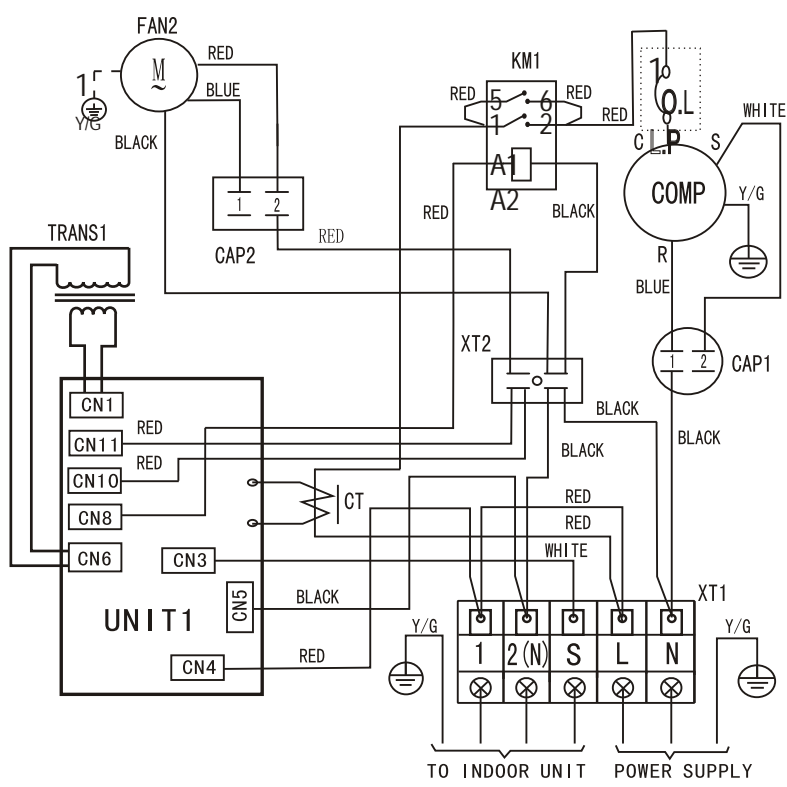 FAN2
RED
M
~
BLUE
1
Y/G
BLACK
KM1
RED 5 6 RED
1 2 RED
A1
A2
1
O.L
L.P
WHITE
C S
COMP
Y/G
R
BLUE
1 2
CAP2
RED
RED
BLACK
TRANS1
XT2
1 2
CAP1
CN1
RED
CN11
RED
CN10
CN8
CN6
CN3
CN5
CN4
UNIT1
CT
BLACK
BLACK
BLACK
RED
RED
WHITE
BLACK
RED
XT1
Y/G
Y/G
1 2(N) S L N
TO INDOOR UNIT
POWER SUPPLY